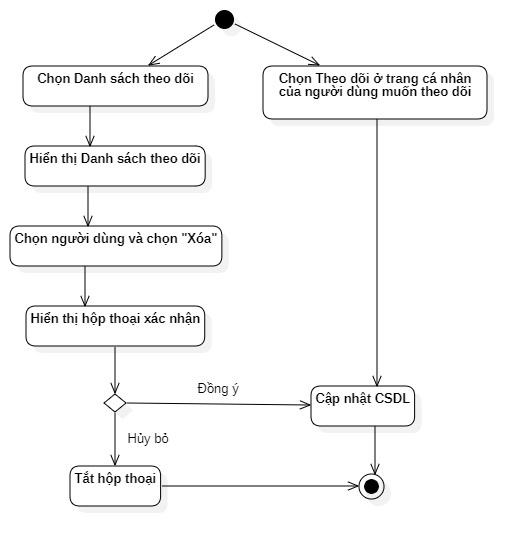 Chọn Danh sách theo dõi
Chọn Theo dõi ở trang cá nhân
của người dùng muốn theo dõi
Hiển thị Danh sách theo dõi
Chọn người dùng và chọn "Xóa"
Hiển thị hộp thoại xác nhận
Đồng ý
Cập nhật CSDL
Hủy bỏ
Tắt hộp thoại